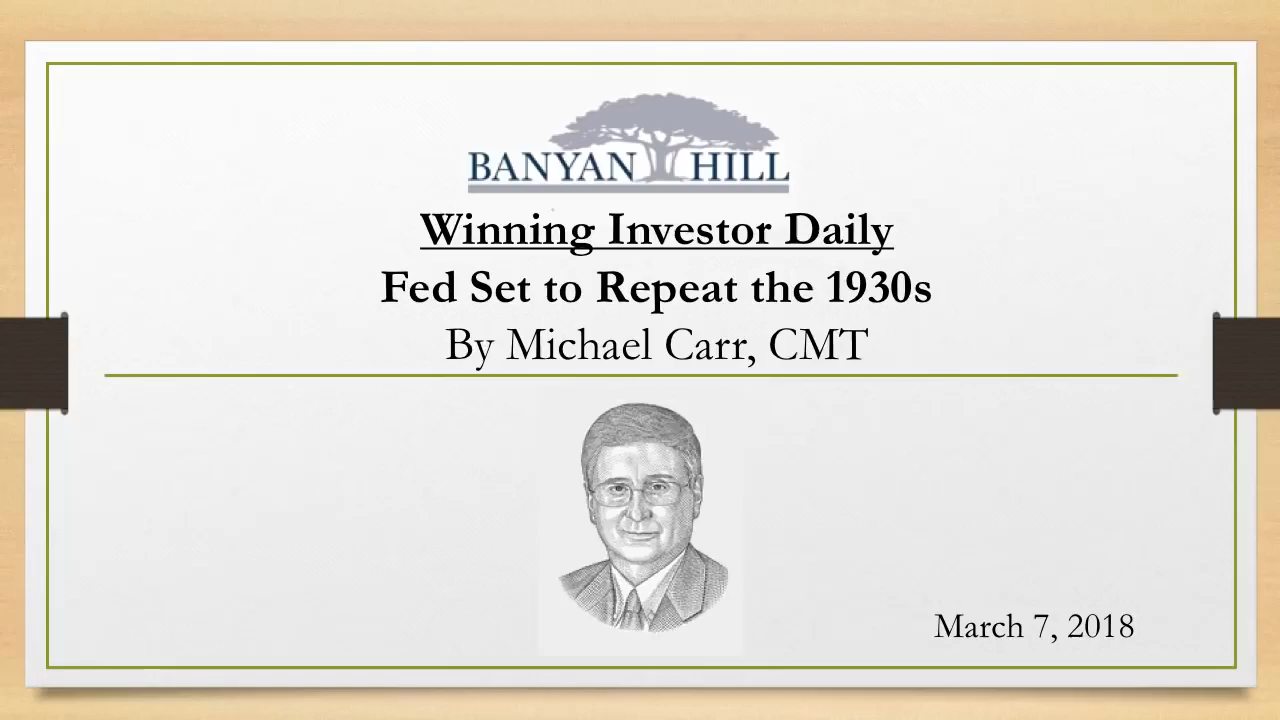 BANYAN HILL
Winning Investor Daily
Fed Set to Repeat the 1930s
By Michael Carr, CMT
March 7, 2018